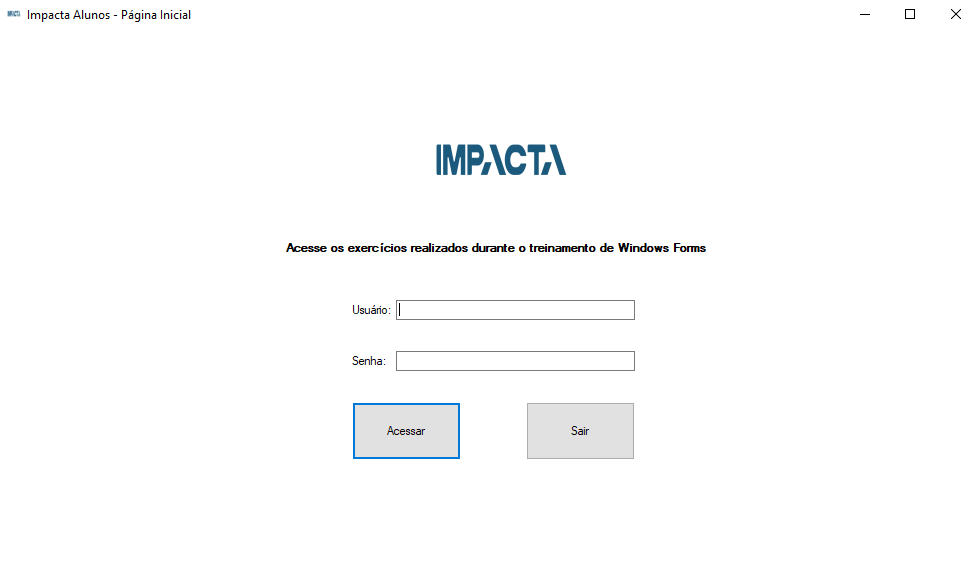 Impacta Alunos - Página Inicial
IMPACTA
Acesse os exercícios realizados durante o treinamento de Windows Forms
Usuário:
Senha:
Acessar
Sair